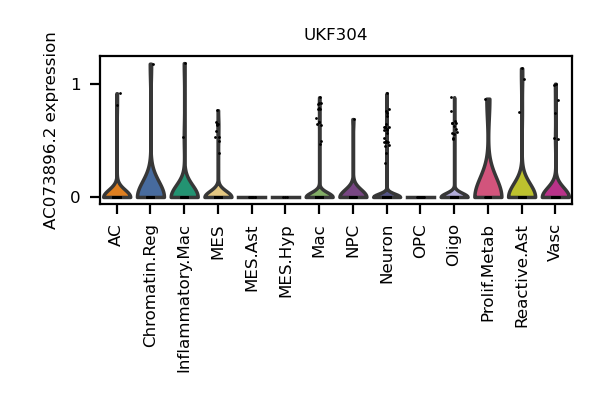 UKF304
AC073896.2 expression
1
0
AC
Chromatin.Reg
Inflammatory.Mac
MES
MES.Ast
MES.Hyp
Mac
NPC
Neuron
OPC
Oligo
Prolif.Metab
Reactive.Ast
Vasc